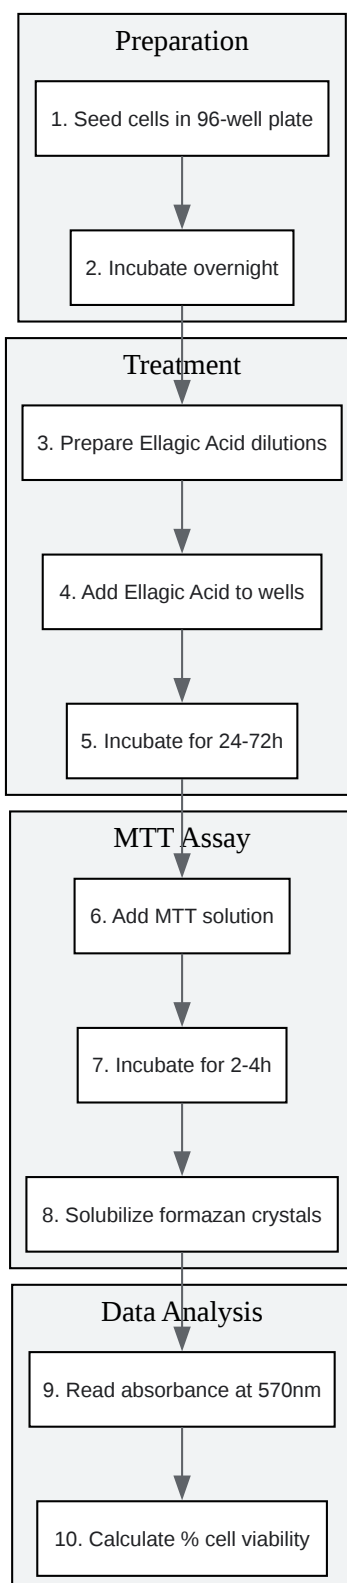 Preparation
1. Seed cells in 96-well plate
2. Incubate overnight
Treatment
3. Prepare Ellagic Acid dilutions
4. Add Ellagic Acid to wells
5. Incubate for 24-72h
MTT Assay
6. Add MTT solution
7. Incubate for 2-4h
8. Solubilize formazan crystals
Data Analysis
9. Read absorbance at 570nm
10. Calculate % cell viability